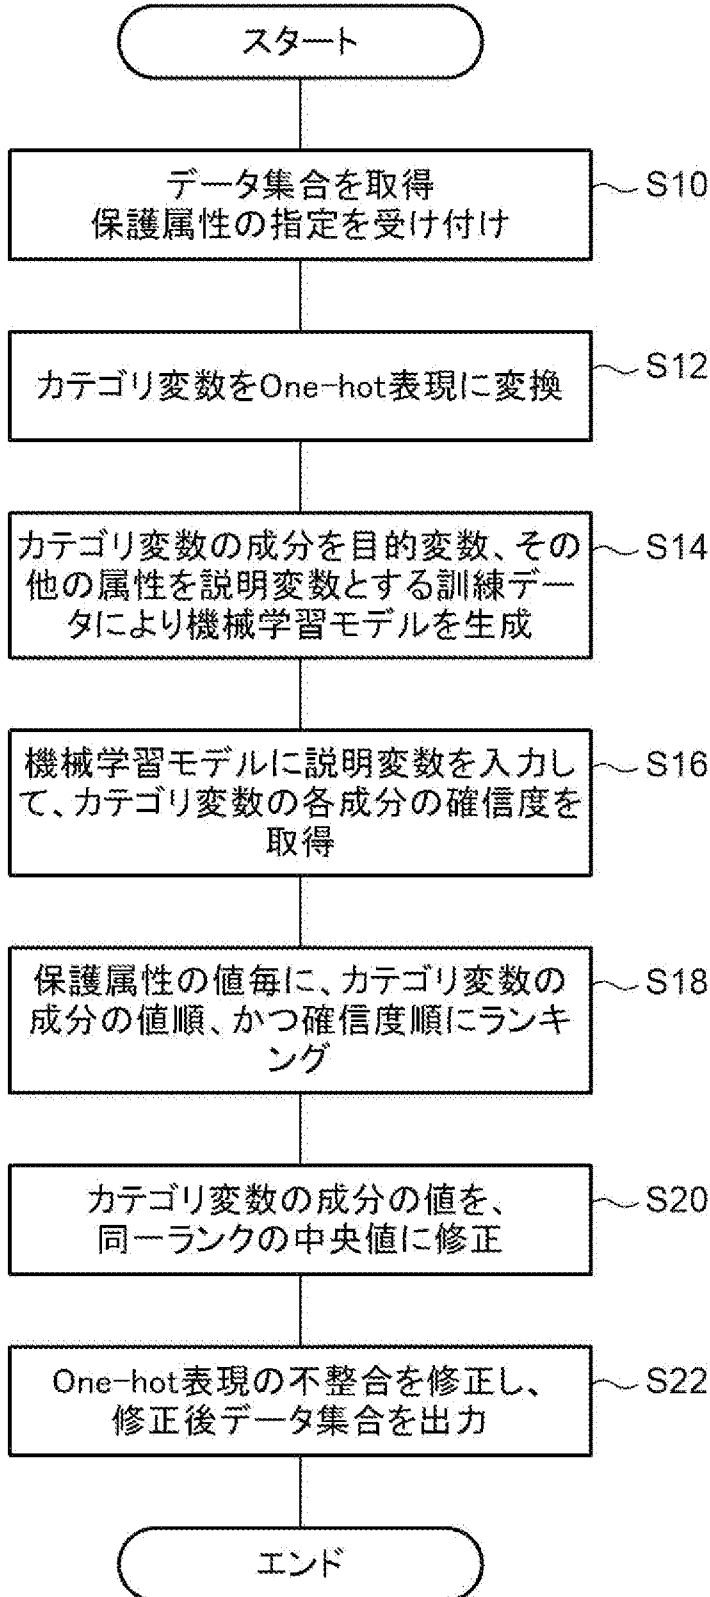 スタート
データ集合を取得
保護属性の指定を受け付け
S10
カテゴリ変数をOne-hot表現に変換
S12
カテゴリ変数の成分を目的変数、その
他の属性を説明変数とする訓練デー
タにより機械学習モデルを生成
S14
機械学習モデルに説明変数を入力し
て、カテゴリ変数の各成分の確信度を
取得
S16
保護属性の値毎に、カテゴリ変数の
成分の値順、かつ確信度順にランキ
ング
S18
カテゴリ変数の成分の値を、
同一ランクの中央値に修正
S20
One-hot表現の不整合を修正し、
修正後データ集合を出力
S22
エンド